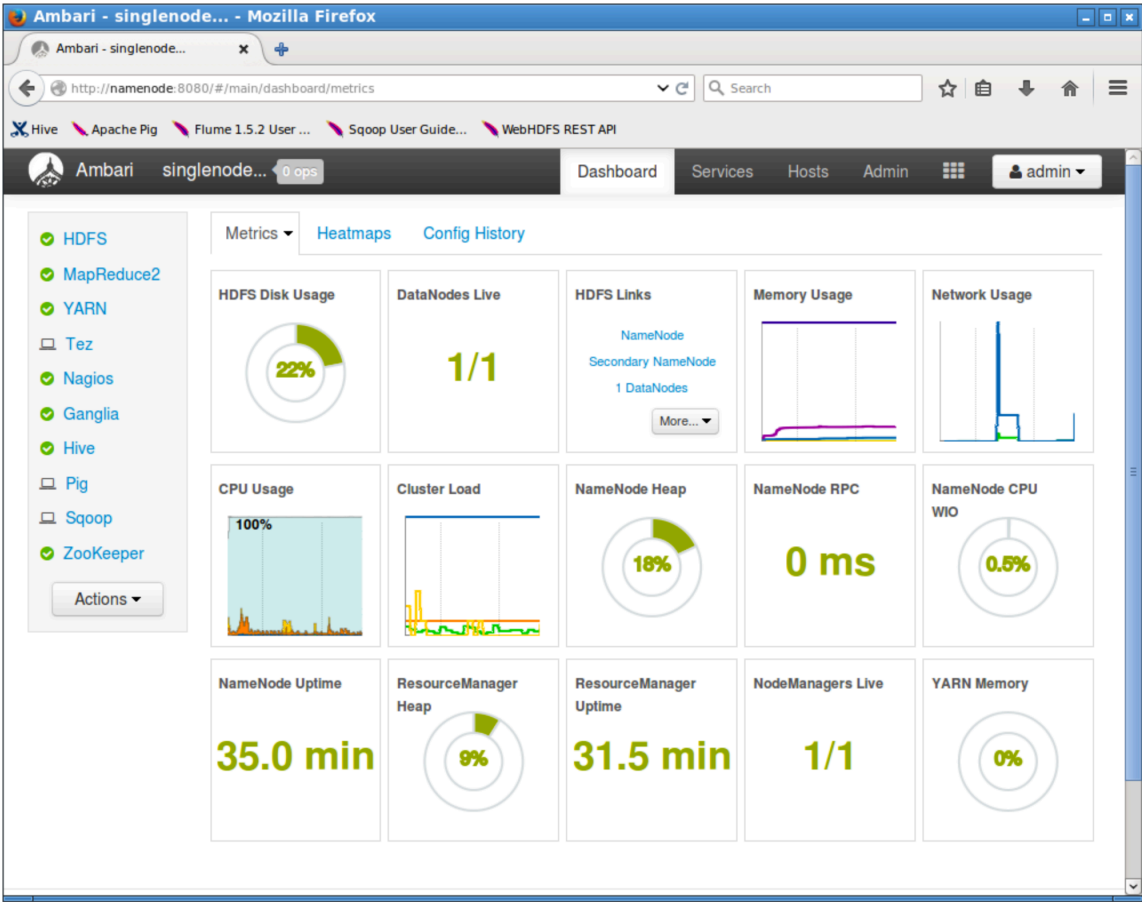 Ambari - singlenode... - Mozilla Firefox
Ambari - singlenode...
http://namenode:8080/#/main/dashboard/metrics
Search
Hive Apache Pig Flume 1.5.2 User ... Sqoop User Guide... WebHDFS REST API
Ambari singlenode... 0 ops Dashboard Services Hosts Admin admin
HDFS
MapReduce2
YARN
Tez
Nagios
Ganglia
Hive
Pig
Sqoop
ZooKeeper
Actions
Metrics Heatmaps Config History
HDFS Disk Usage
22%
DataNodes Live
1/1
HDFS Links
NameNode
Secondary NameNode
1 DataNodes
More...
Memory Usage
Network Usage
CPU Usage
100%
Cluster Load
NameNode Heap
18%
NameNode RPC
0 ms
NameNode CPU
WIO
0.5%
NameNode Uptime
35.0 min
ResourceManager
Heap
9%
ResourceManager
Uptime
31.5 min
NodeManagers Live
1/1
YARN Memory
0%